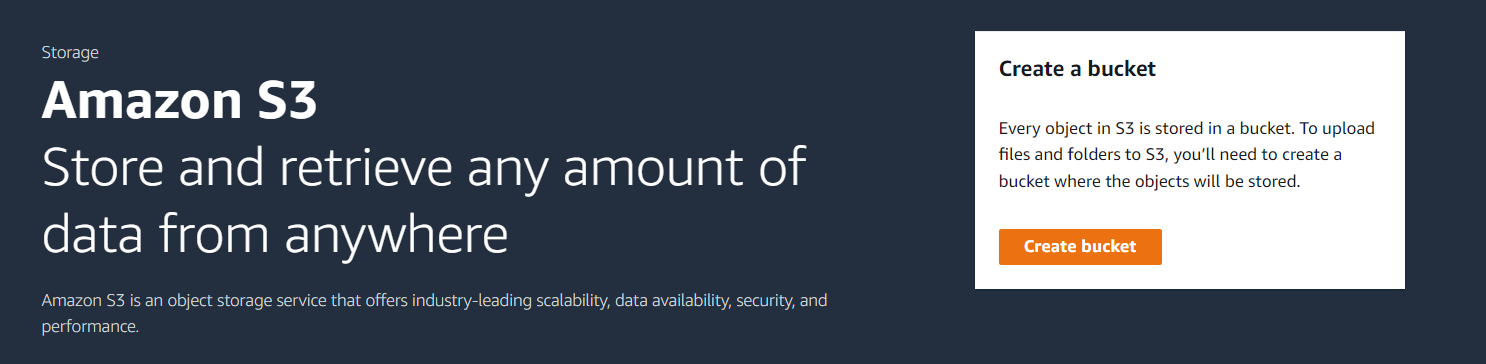 Storage
Amazon S3
Store and retrieve any amount of
data from anywhere
Amazon S3 is an object storage service that offers industry-leading scalability, data availability, security, and
performance.
Create a bucket
Every object in S3 is stored in a bucket. To upload
files and folders to S3, you’ll need to create a
bucket where the objects will be stored.
Create bucket